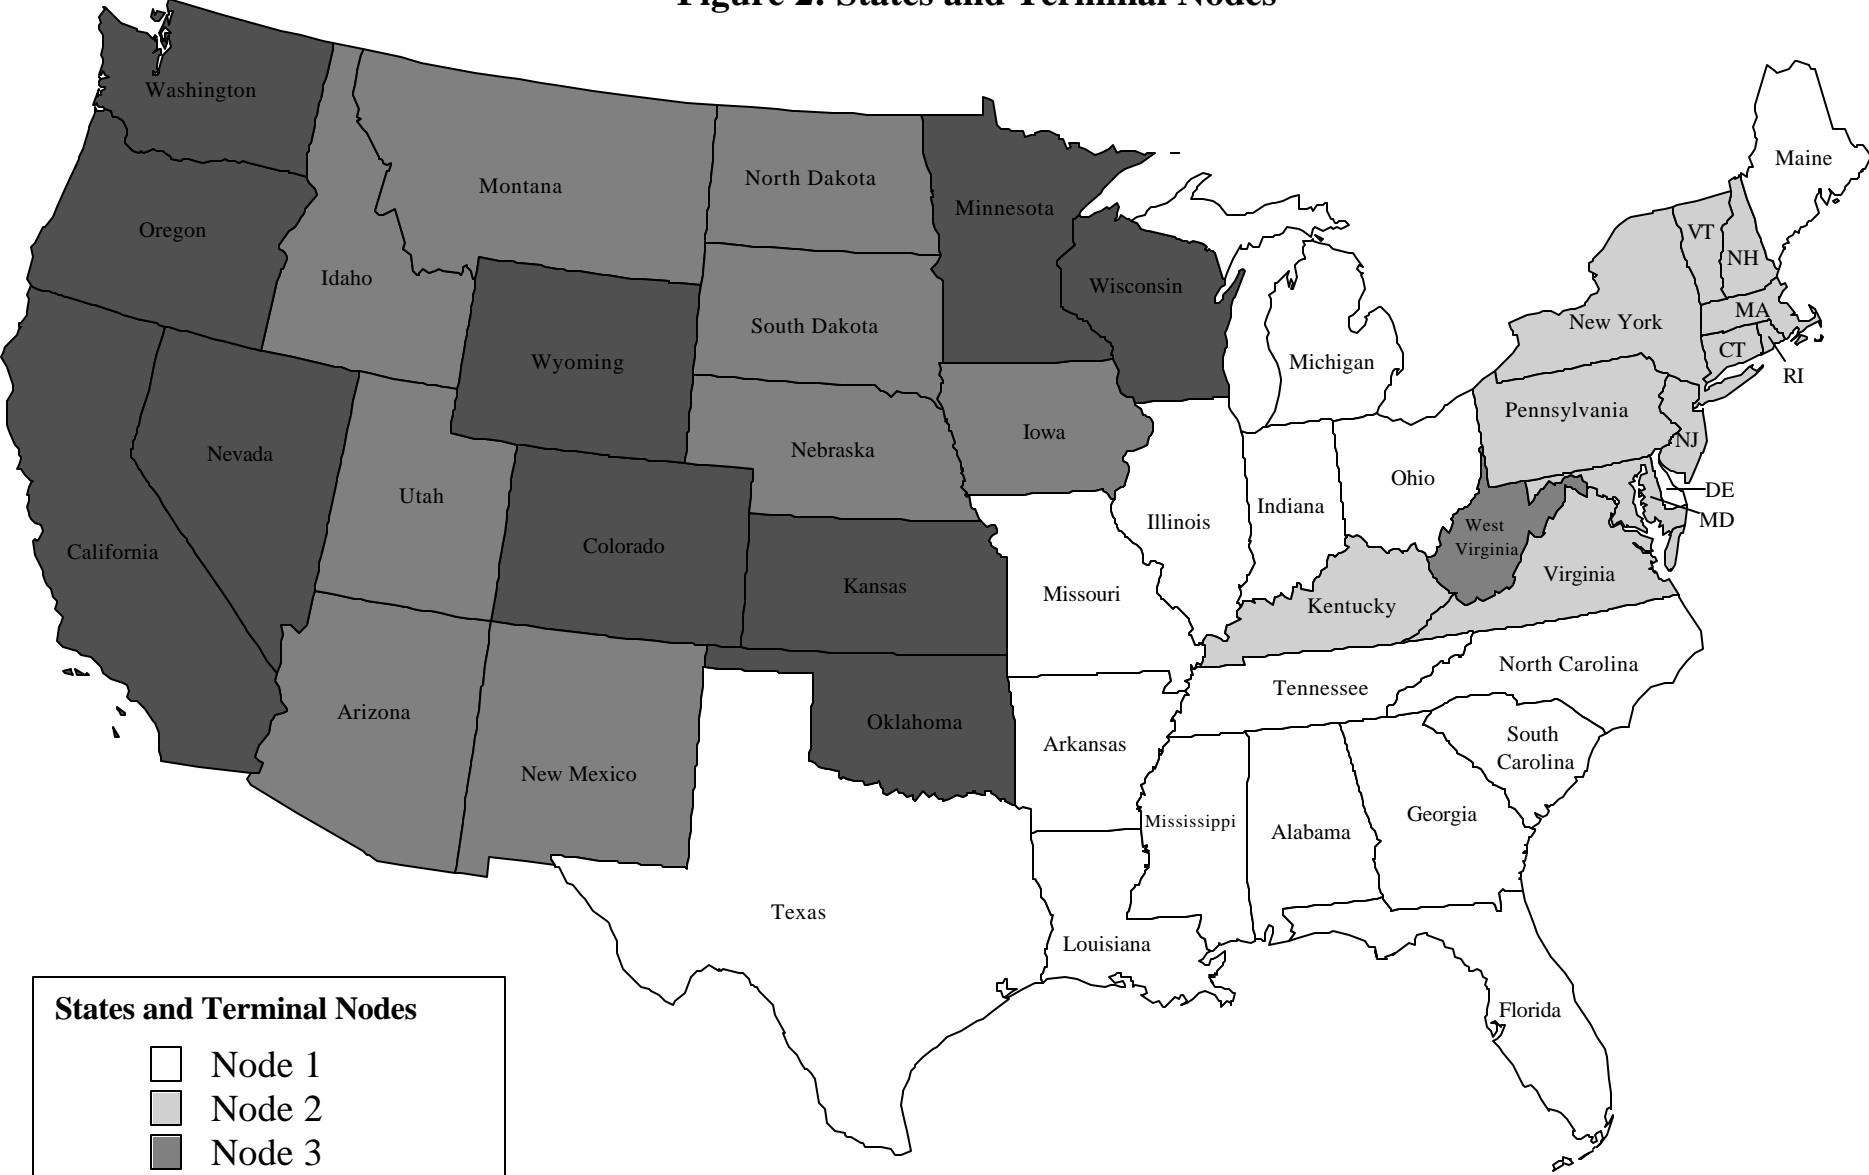 Figure 2: States and Terminal Nodes
Washington
Maine
Montana
North Dakota
Minnesota
Oregon
VT
NH
Idaho
Wisconsin
MA
New York
South Dakota
CT
Wyoming
Michigan
RI
Pennsylvania
Iowa
NJ
Nebraska
Nevada
Ohio
DE
Utah
Indiana
MD
Illinois
West
Virginia
California
Colorado
Virginia
Kansas
Missouri
Kentucky
North Carolina
Tennessee
Arizona
Oklahoma
South
Carolina
Arkansas
New Mexico
Georgia
Mississippi
Alabama
Texas
Louisiana
Florida
States and Terminal Nodes
Node 1
Node 2
Node 3